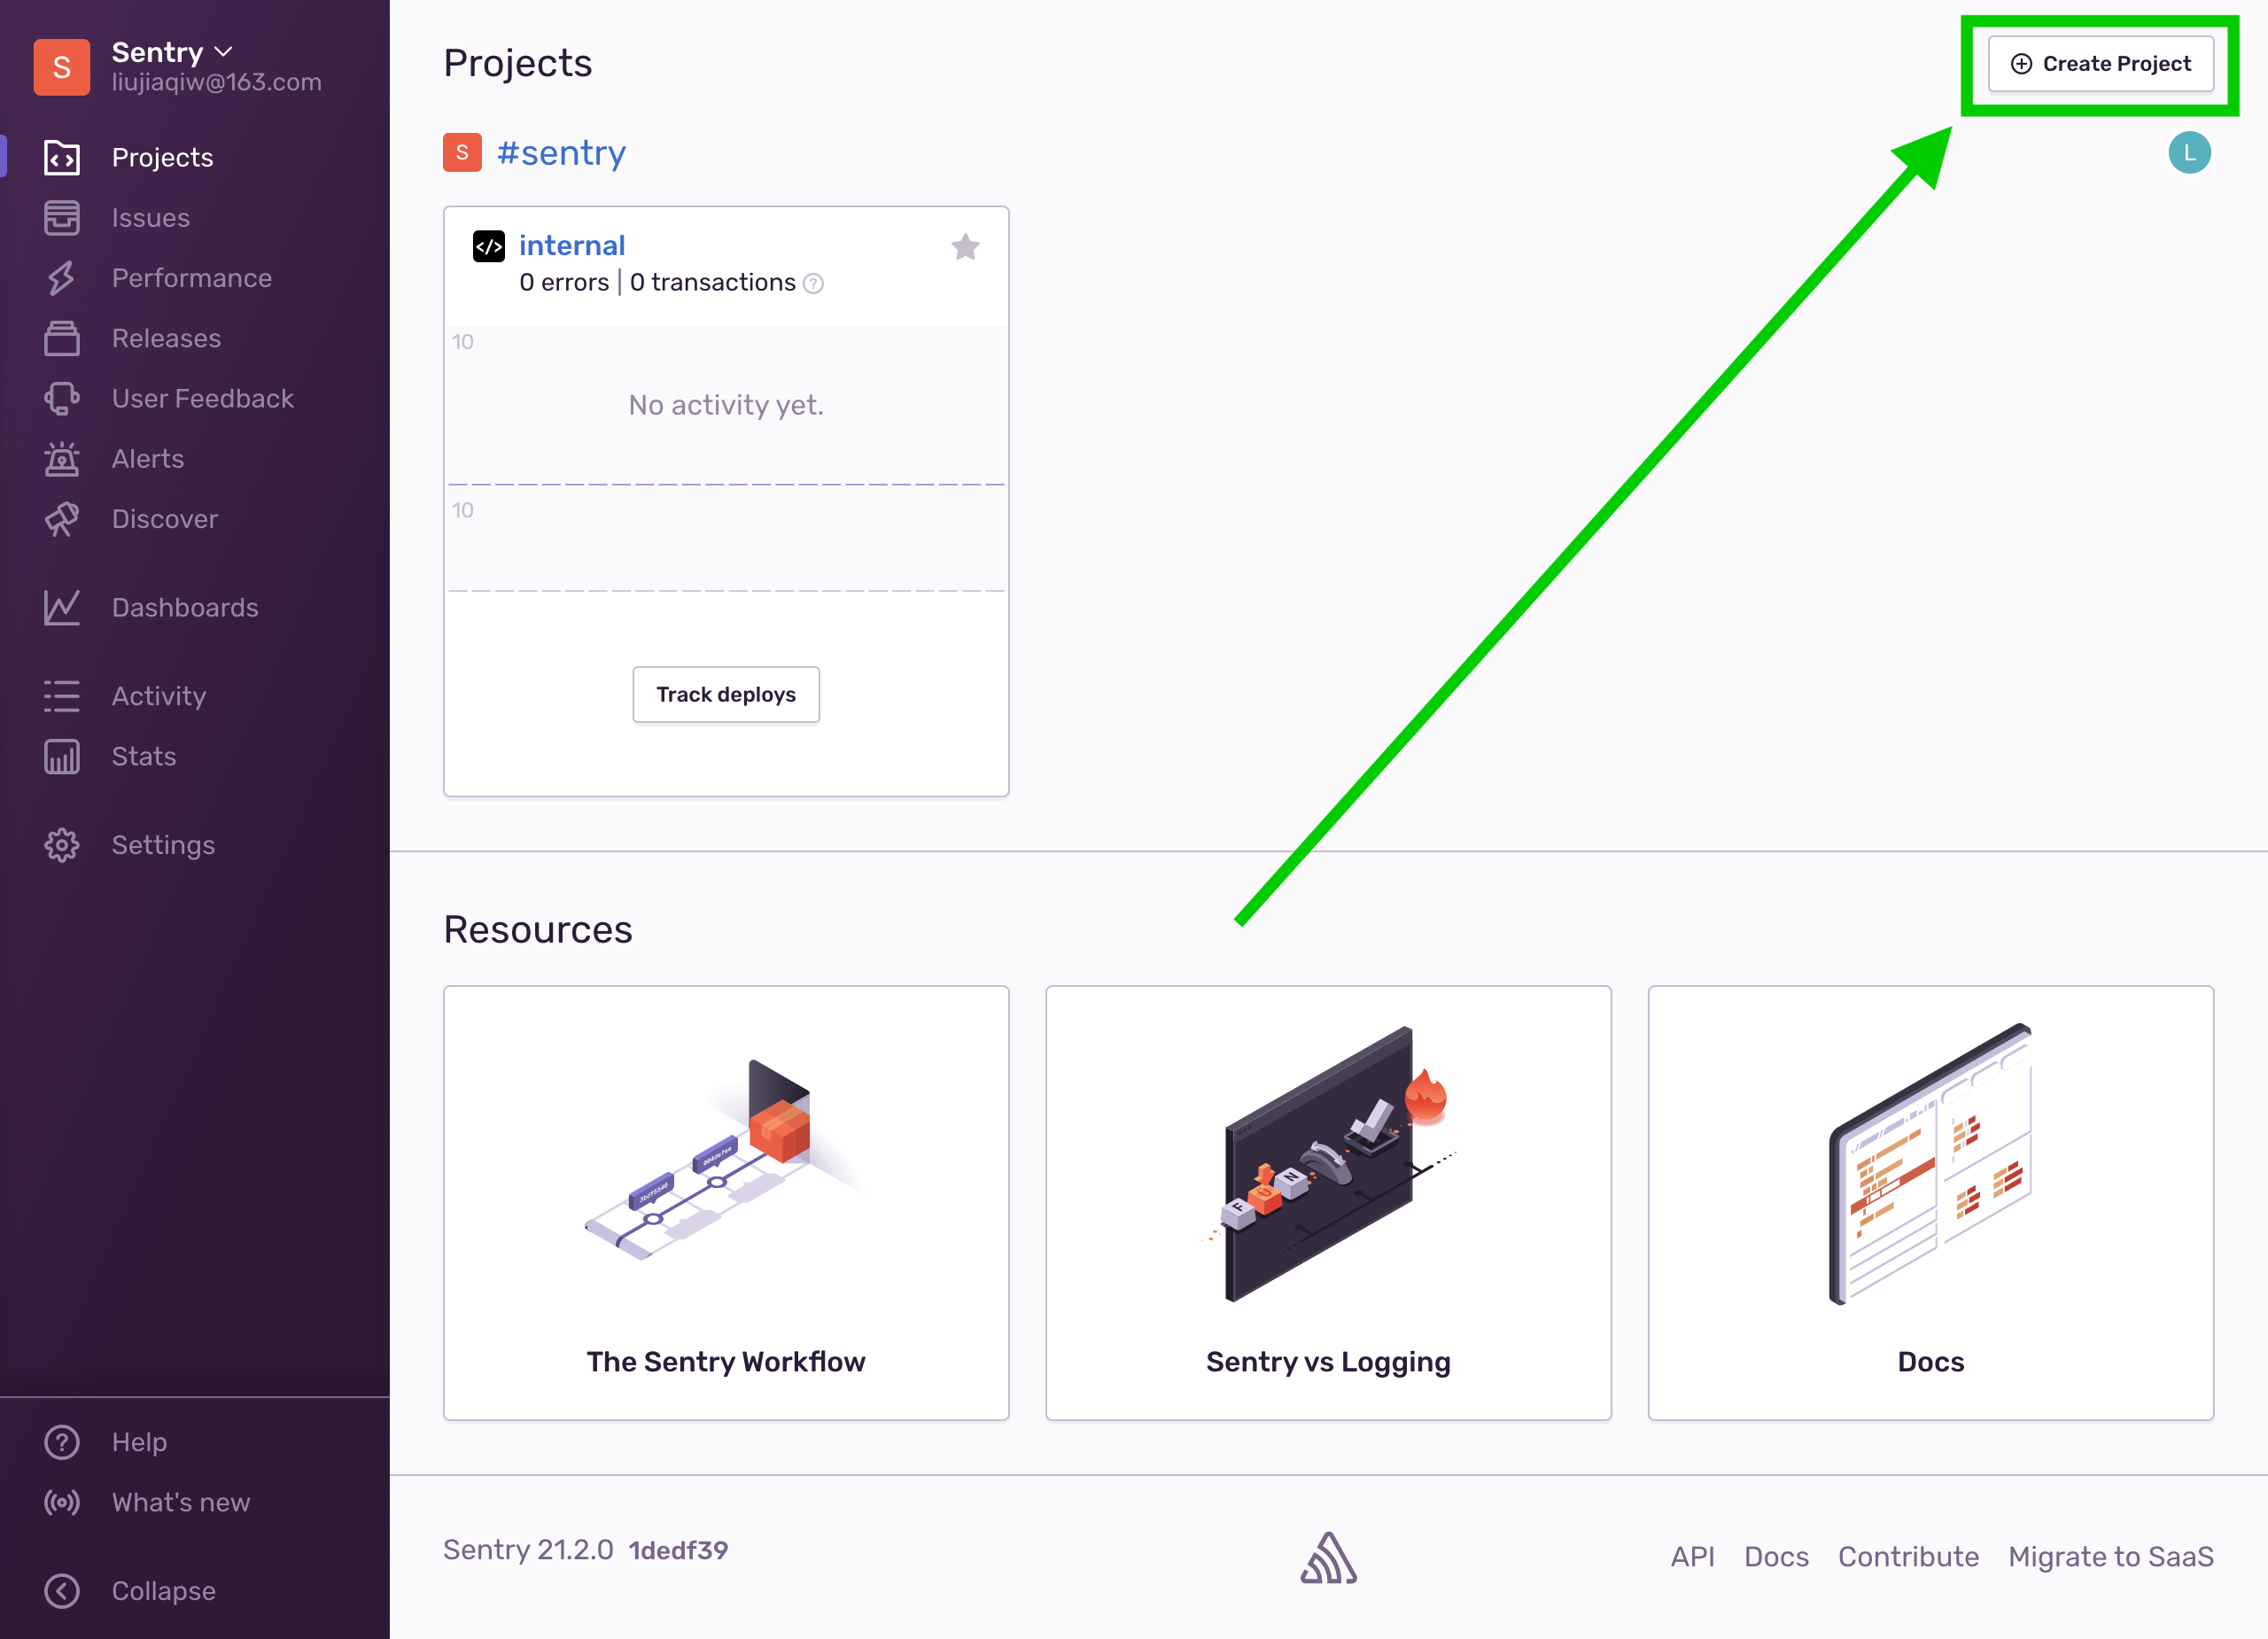 S
Sentry
liujiaqiw@163.com
Projects
Issues
Performance
Releases
User Feedback
Alerts
Discover
Dashboards
Activity
Stats
Settings
Help
What's new
Collapse
Projects
Create Project
S #sentry
L
</> internal
0 errors | 0 transactions ?
10
No activity yet.
10
Track deploys
Resources
F U N
The Sentry Workflow
Sentry vs Logging
Docs
Sentry 21.2.0 1dedf39
API Docs Contribute Migrate to SaaS